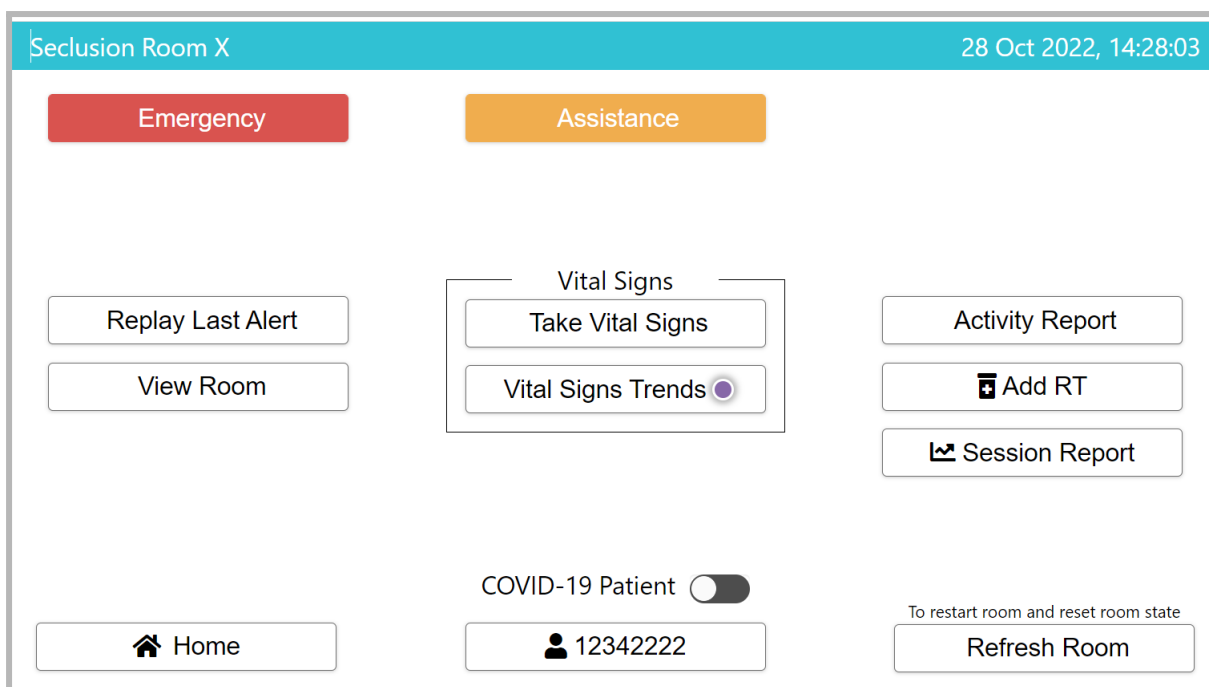 Seclusion Room X
28 Oct 2022, 14:28:03
Emergency
Assistance
Vital Signs
Replay Last Alert
Take Vital Signs
Activity Report
View Room
Vital Signs Trends
Add RT
Session Report
COVID-19 Patient
To restart room and reset room state
Home
12342222
Refresh Room